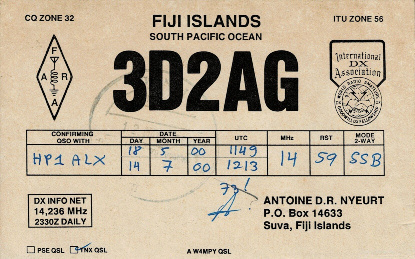 CQ ZONE 32
FIJI ISLANDS
ITU ZONE 56
SOUTH PACIFIC OCEAN
3D2AG
F
A R
A
International
DX
Association
CONFIRMING QSO WITH DATE UTC MHz RST MODE 2-WAY
DAY MONTH YEAR
HP1ALX 18 5 00 1149 14 59 SSB
14 7 00 1213
73!
DX INFO NET
14,236 MHz
2330Z DAILY
ANTOINE D.R. NYEURT
P.O. Box 14633
Suva, Fiji Islands
PSE QSL TNX QSL
A W4MPY QSL